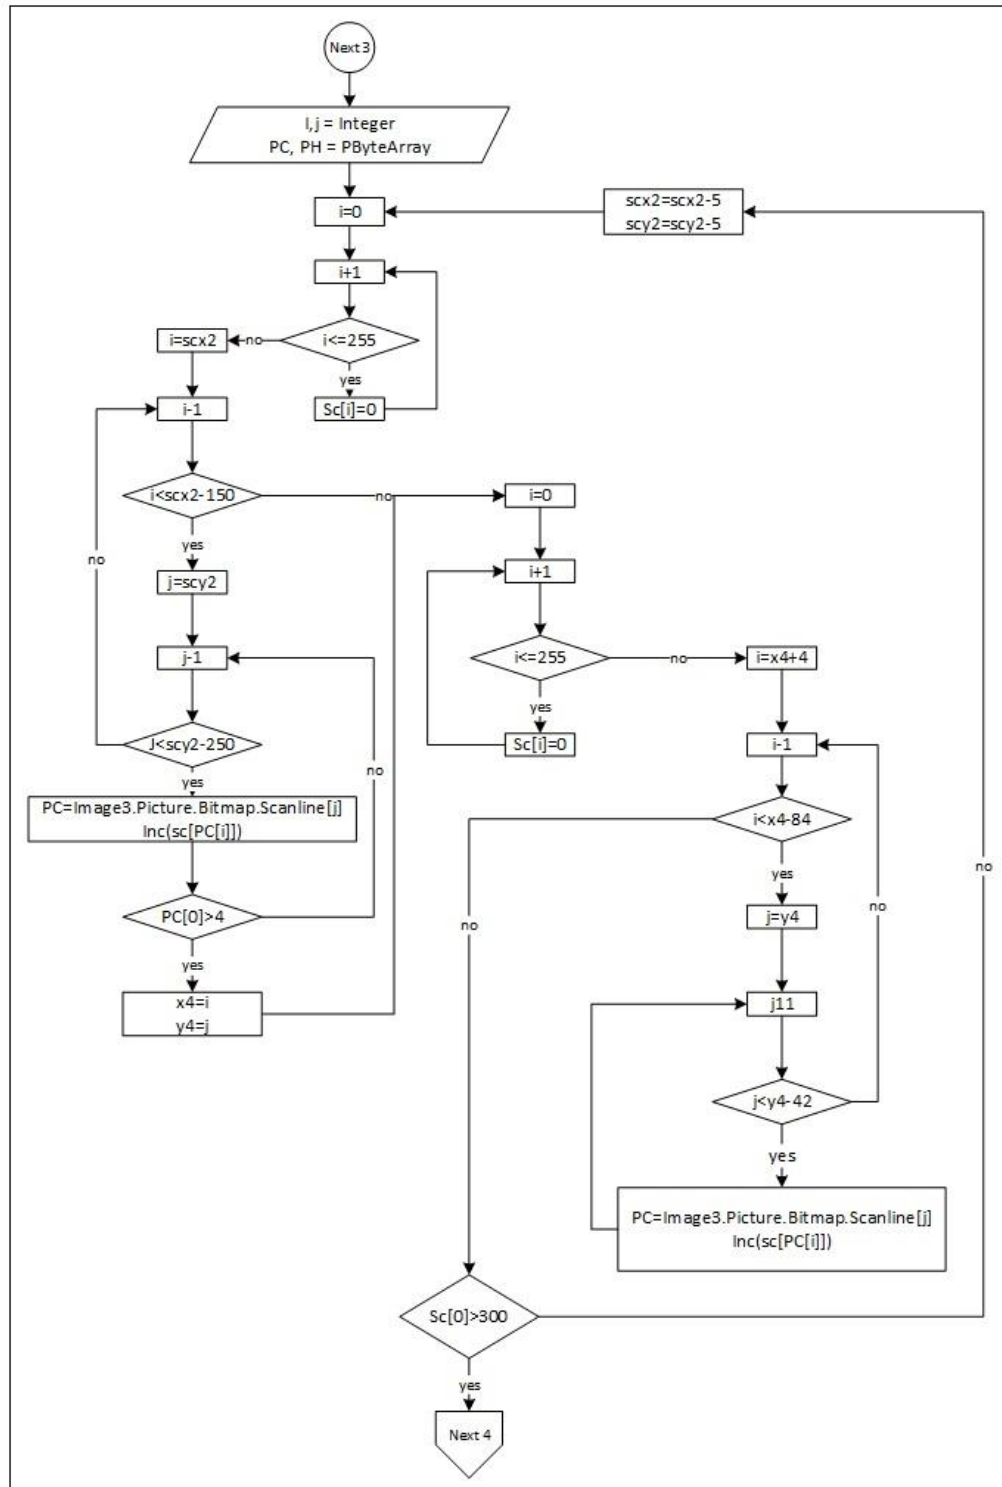 Next 3
I,j = Integer
PC, PH = PByteArray
i=0
scx2=scx2-5
scy2=scy2-5
i+1
i<=255
no
i=scx2
yes
Sc[i]=0
i-1
i<scx2-150
no
yes
no
j=scy2
j-1
J<scy2-250
no
yes
PC=Image3.Picture.Bitmap.Scanline[j]
Inc(sc[PC[i]])
PC[0]>4
yes
x4=i
y4=j
i=0
i+1
i<=255
no
yes
Sc[i]=0
i=x4+4
i-1
i<x4-84
no
yes
no
j=y4
j11
j<y4-42
yes
PC=Image3.Picture.Bitmap.Scanline[j]
Inc(sc[PC[i]])
no
Sc[0]>300
yes
Next 4